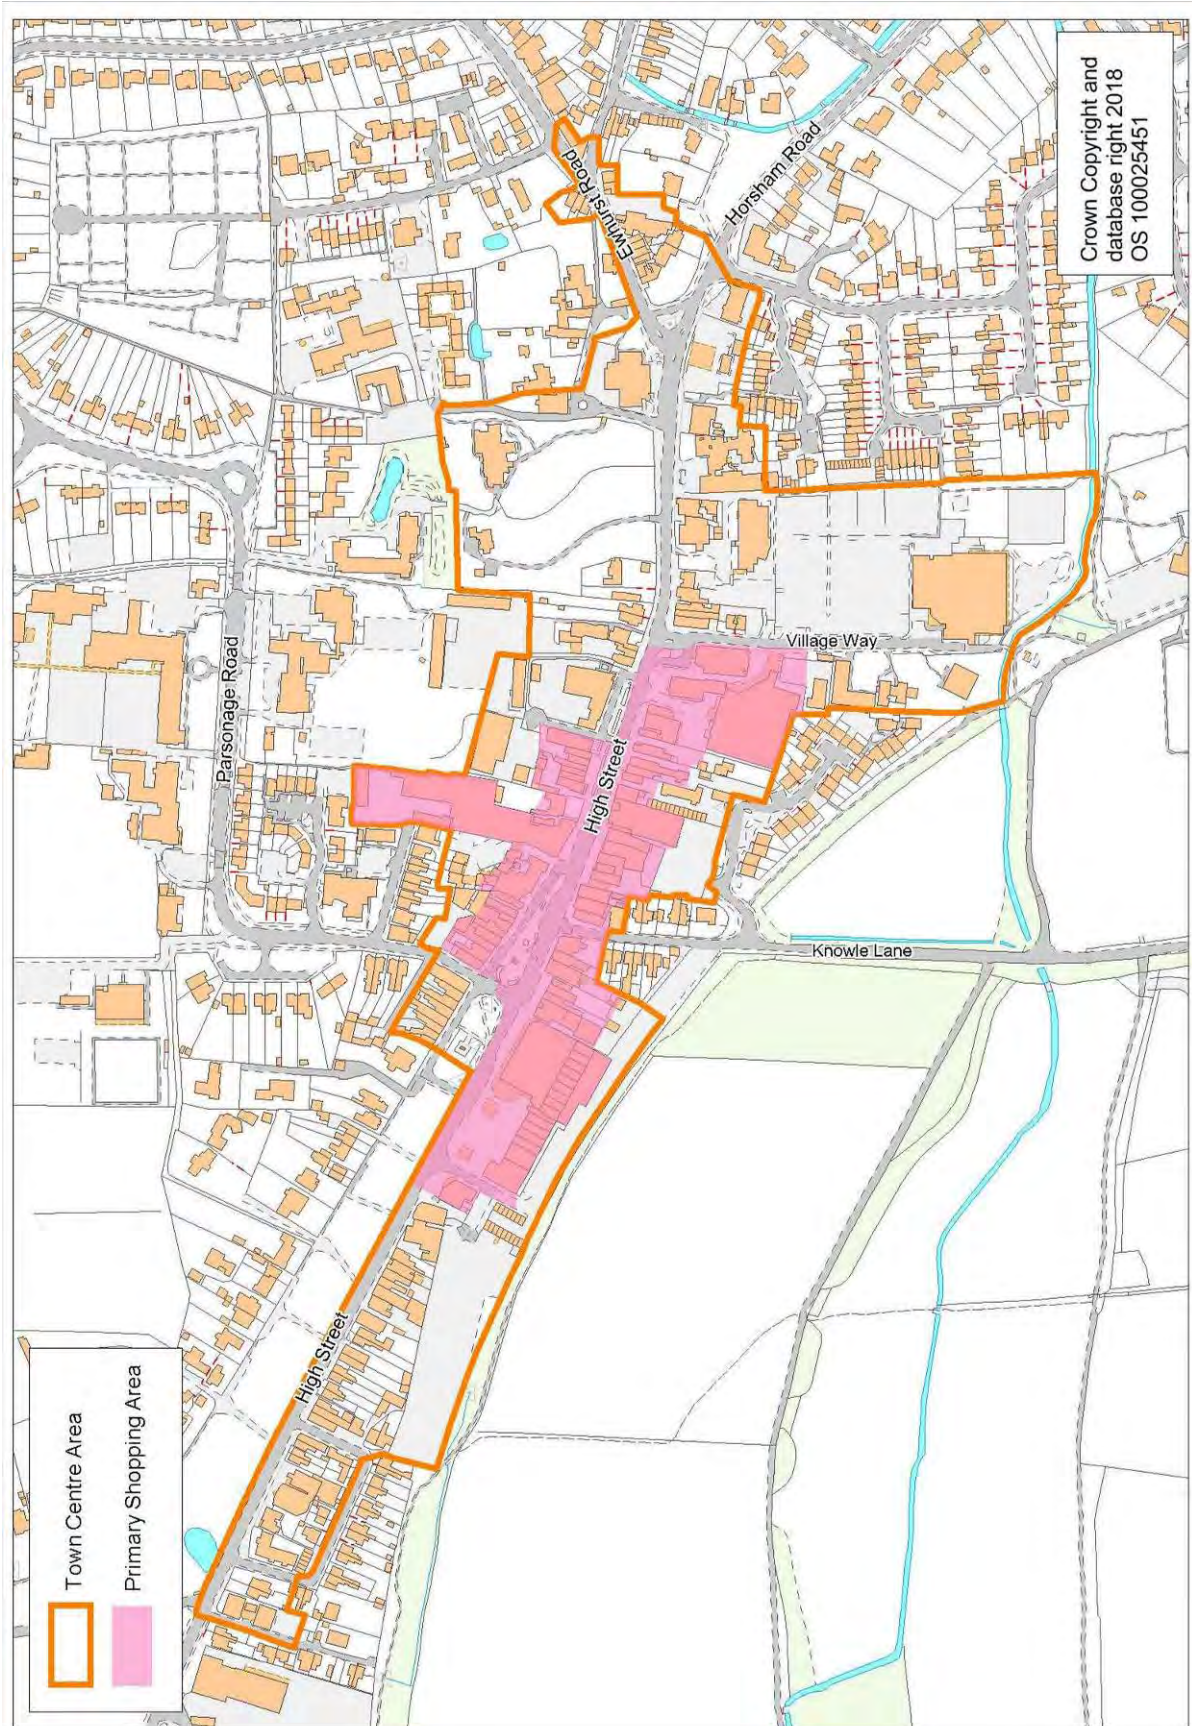 Town Centre Area
Primary Shopping Area
High Street
Parsonage Road
High Street
Knowle Lane
Village Way
Ewhurst Road
Horsham Road
Crown Copyright and
database right 2018
OS 100025451